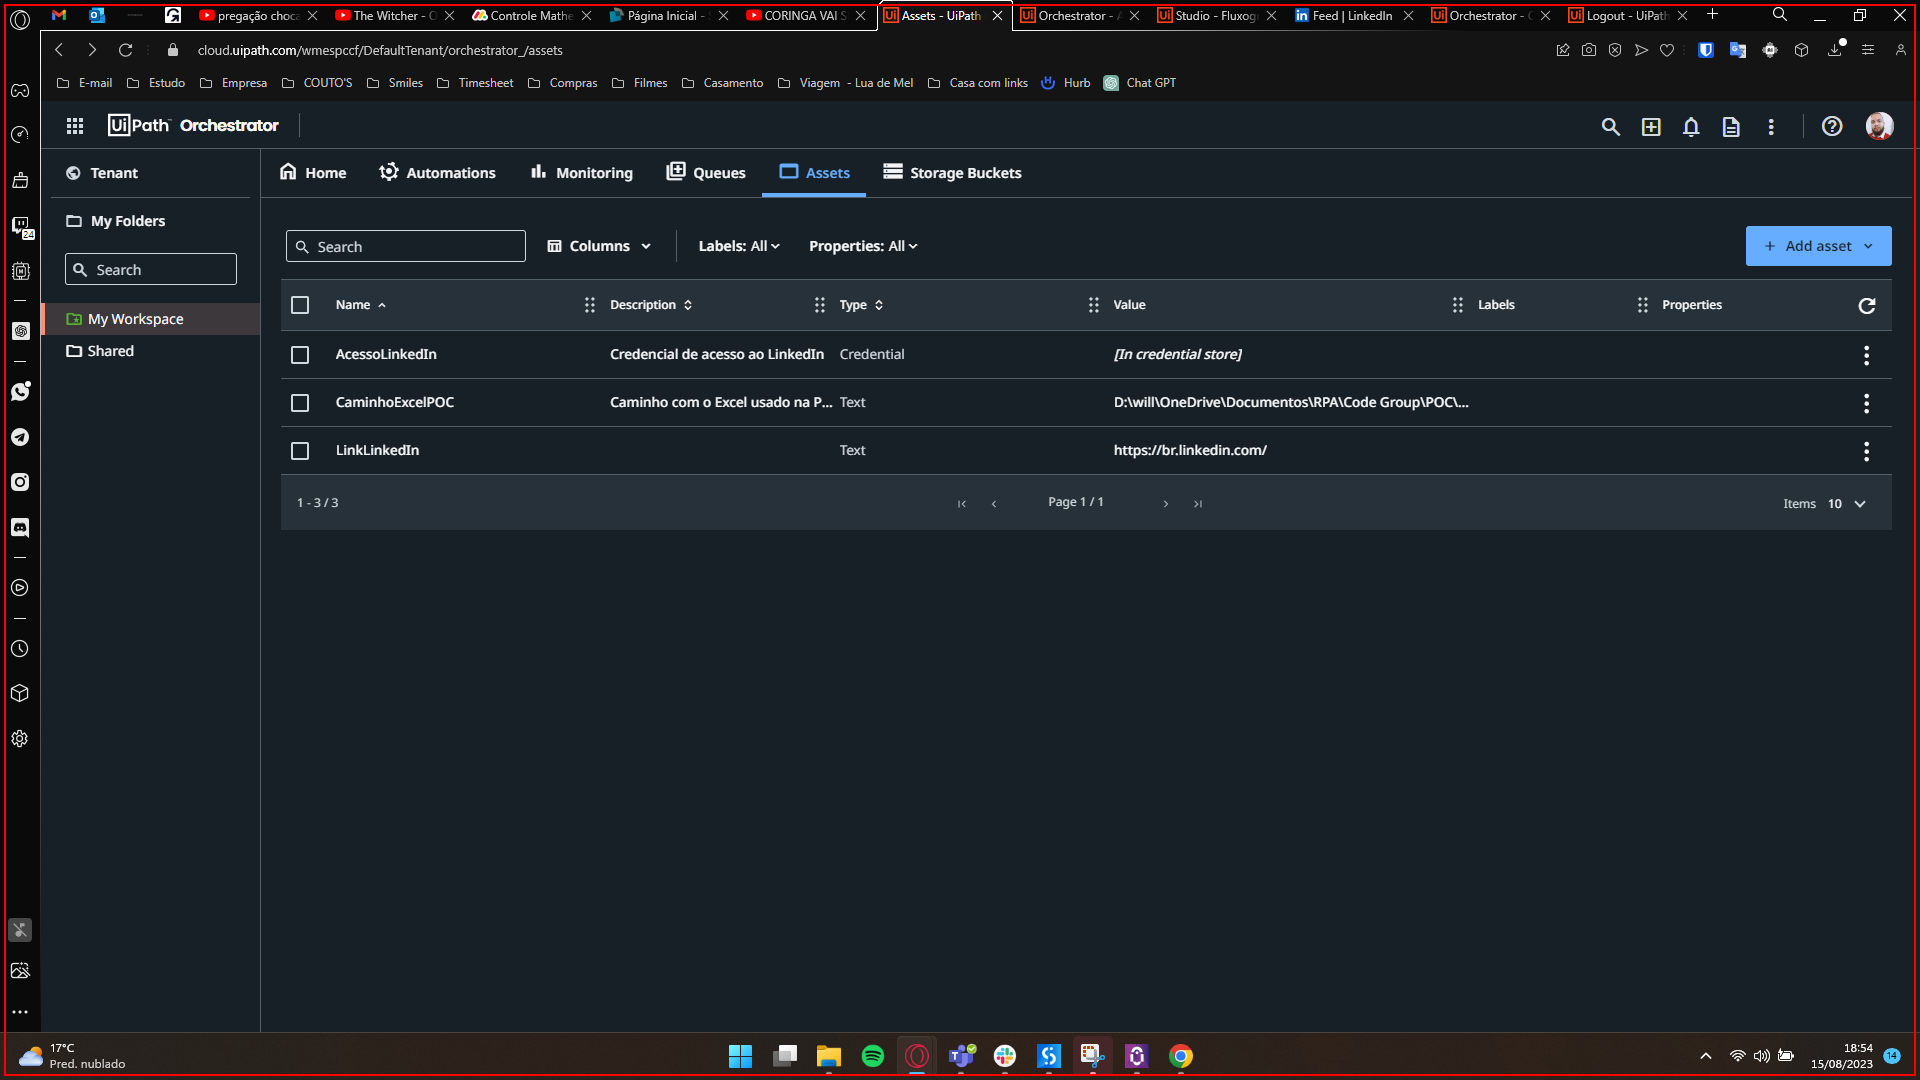 pregação choca
The Witcher - O
Controle Mathe
Página Inicial - S
CORINGA VAI S
Assets - UiPath
Orchestrator - A
Studio - Fluxogr
Feed | LinkedIn
Orchestrator - C
Logout - UiPath
cloud.uipath.com/wmespccf/DefaultTenant/orchestrator_/assets
E-mail
Estudo
Empresa
COUTO'S
Smiles
Timesheet
Compras
Filmes
Casamento
Viagem - Lua de Mel
Casa com links
Hurb
Chat GPT
UiPath Orchestrator
Tenant
Home
Automations
Monitoring
Queues
Assets
Storage Buckets
My Folders
Search
My Workspace
Shared
24
Search
Columns
Labels: All
Properties: All
+ Add asset
Name
Description
Type
Value
Labels
Properties
AcessoLinkedIn
Credencial de acesso ao LinkedIn
Credential
[In credential store]
CaminhoExcelPOC
Caminho com o Excel usado na P...
Text
D:\will\OneDrive\Documentos\RPA\Code Group\POC\...
LinkLinkedIn
Text
https://br.linkedin.com/
1 - 3 / 3
Page 1 / 1
Items 10
17°C
Pred. nublado
18:54
15/08/2023
14